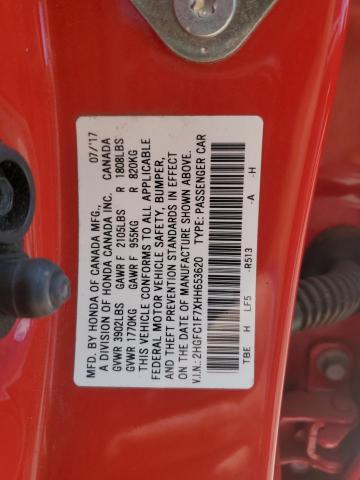 MFD. BY HONDA OF CANADA MFG., 07/'17
A DIVISION OF HONDA CANADA INC. CANADA
GVWR 3902LBS GAWR F 2105LBS R 1808LBS
GVWR 1770KG GAWR F 955KG R 820KG
THIS VEHICLE CONFORMS TO ALL APPLICABLE
FEDERAL MOTOR VEHICLE SAFETY, BUMPER,
AND THEFT PREVENTION STANDARDS IN EFFECT
ON THE DATE OF MANUFACTURE SHOWN ABOVE.
V.I.N.: 2HGFC1F7XHH653620 TYPE: PASSENGER CAR
TBE H LF5 -R513 -A -H